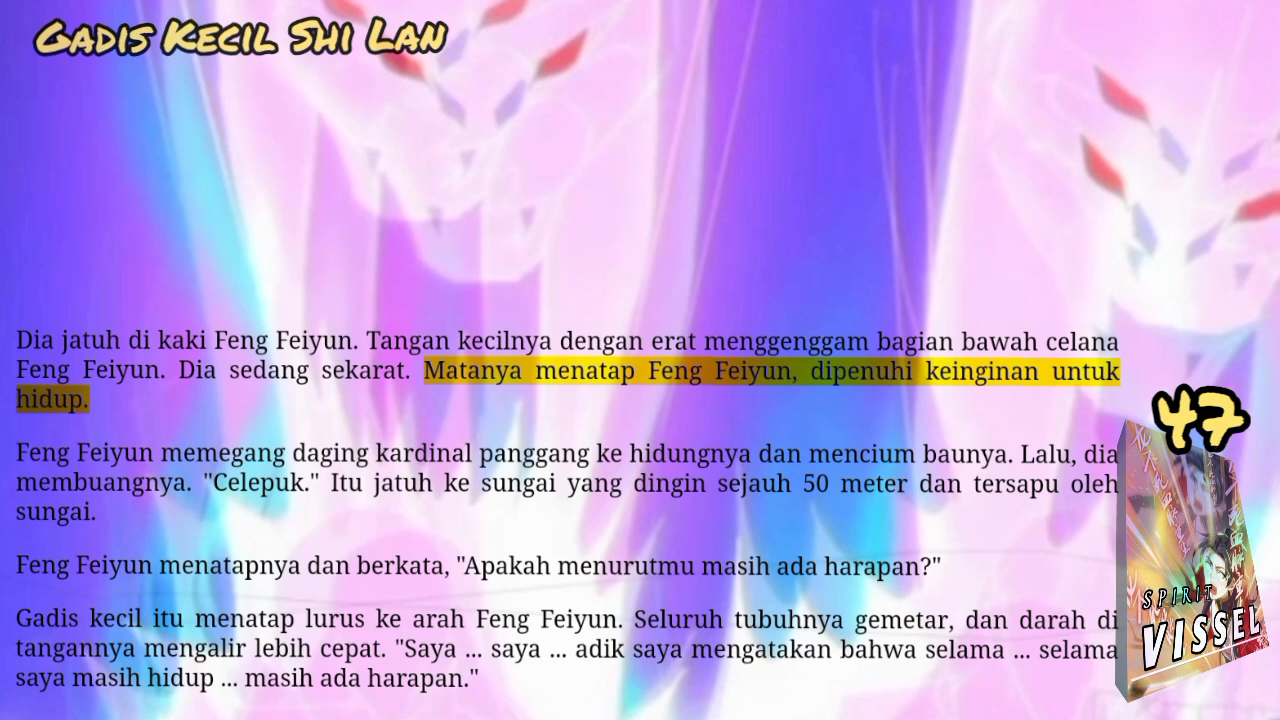 Gadis Kecil Shi Lan
Dia jatuh di kaki Feng Feiyun. Tangan kecilnya dengan erat menggenggam bagian bawah celana
Feng Feiyun. Dia sedang sekarat. Matanya menatap Feng Feiyun, dipenuhi keinginan untuk
hidup.
Feng Feiyun memegang daging kardinal panggang ke hidungnya dan mencium baunya. Lalu, dia
membuangnya. "Celepuk." Itu jatuh ke sungai yang dingin sejauh 50 meter dan tersapu oleh
sungai.
Feng Feiyun menatapnya dan berkata, "Apakah menurutmu masih ada harapan?"
Gadis kecil itu menatap lurus ke arah Feng Feiyun. Seluruh tubuhnya gemetar, dan darah di
tangannya mengalir lebih cepat. "Saya ... saya ... adik saya mengatakan bahwa selama ... selama
saya masih hidup ... masih ada harapan."
47
SPIRIT
VISSEL